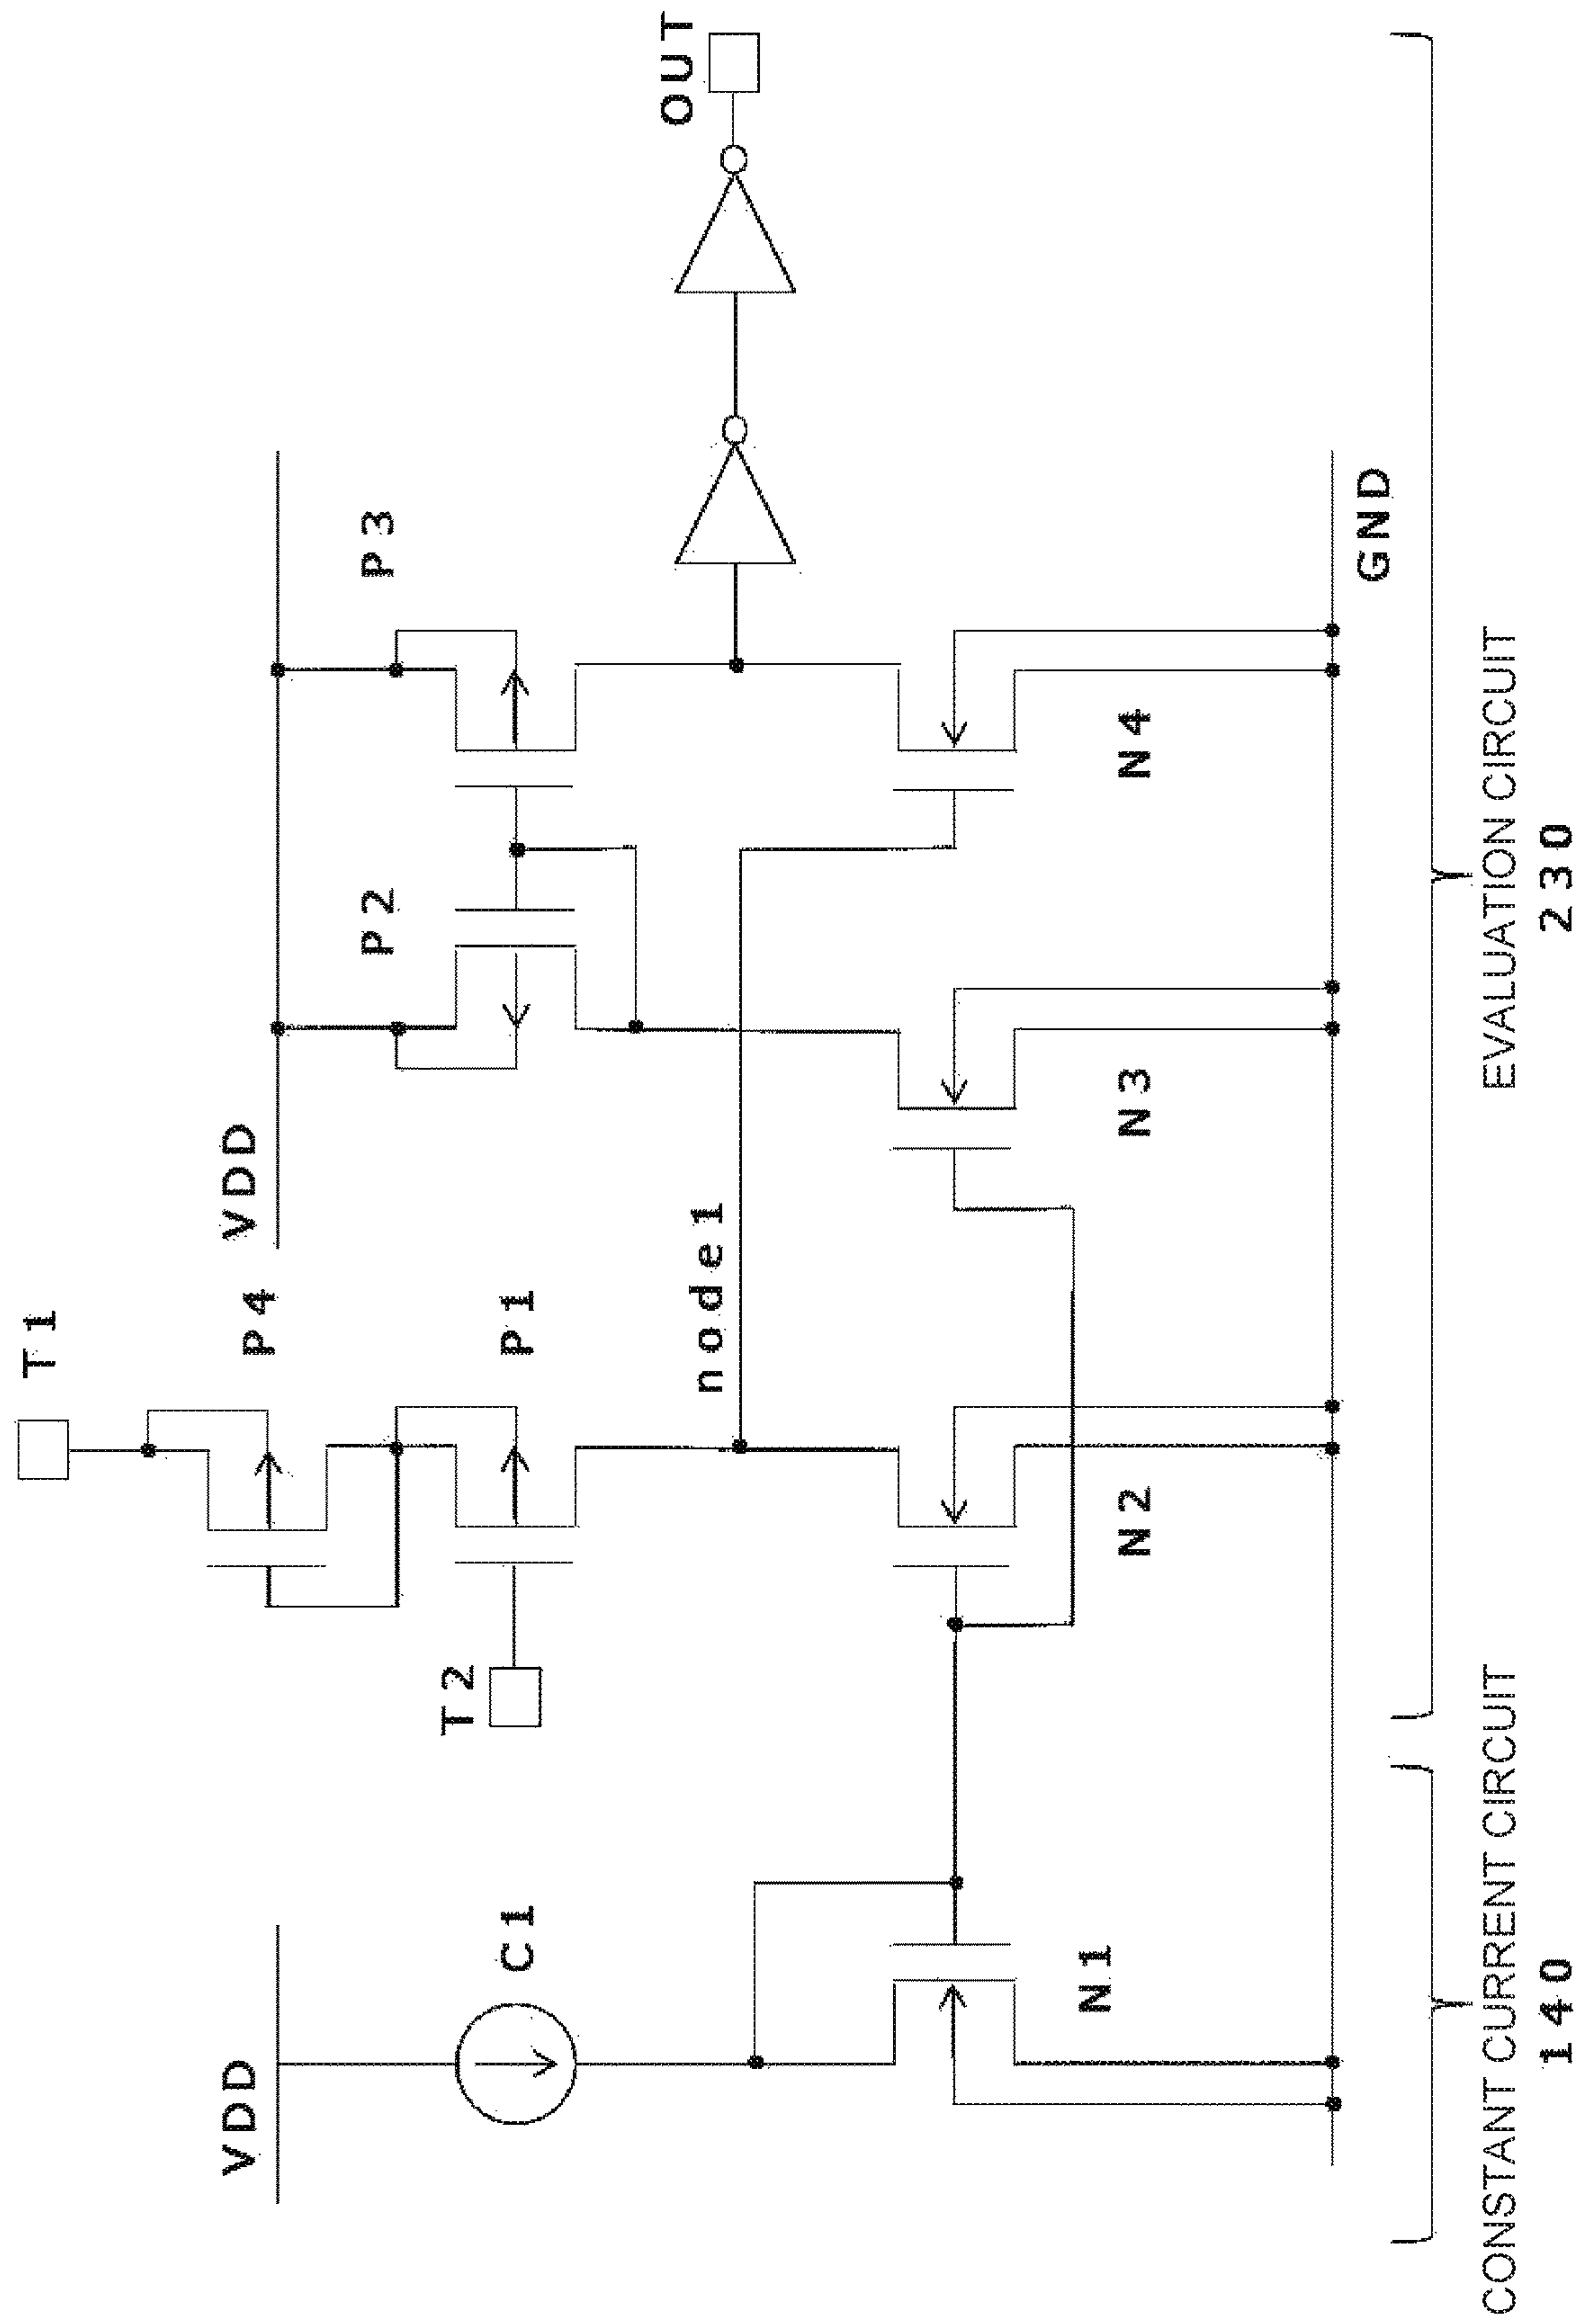 T1
VDD
P4
P2
P3
VDD
C1
T2
P1
node1
OUT
N1
N2
N3
N4
GND
CONSTANT CURRENT CIRCUIT
140
EVALUATION CIRCUIT
230